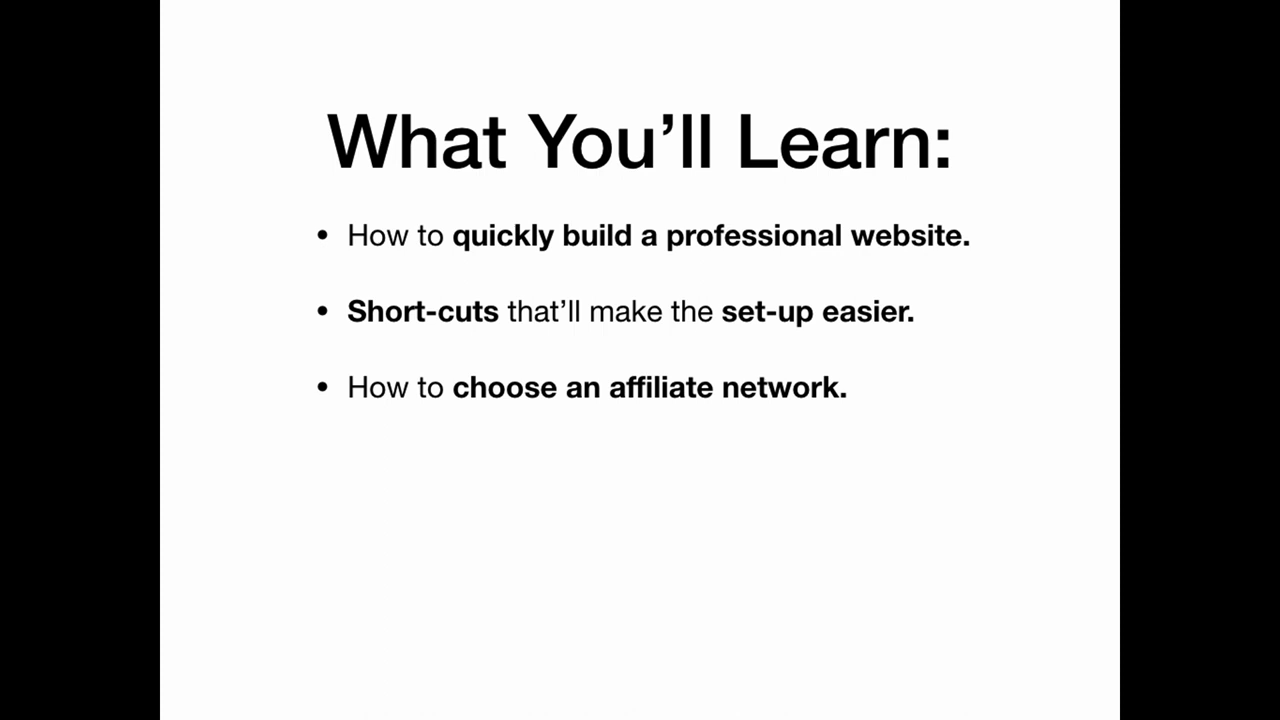 What You’ll Learn:
• How to quickly build a professional website.
• Short-cuts that’ll make the set-up easier.
• How to choose an affiliate network.